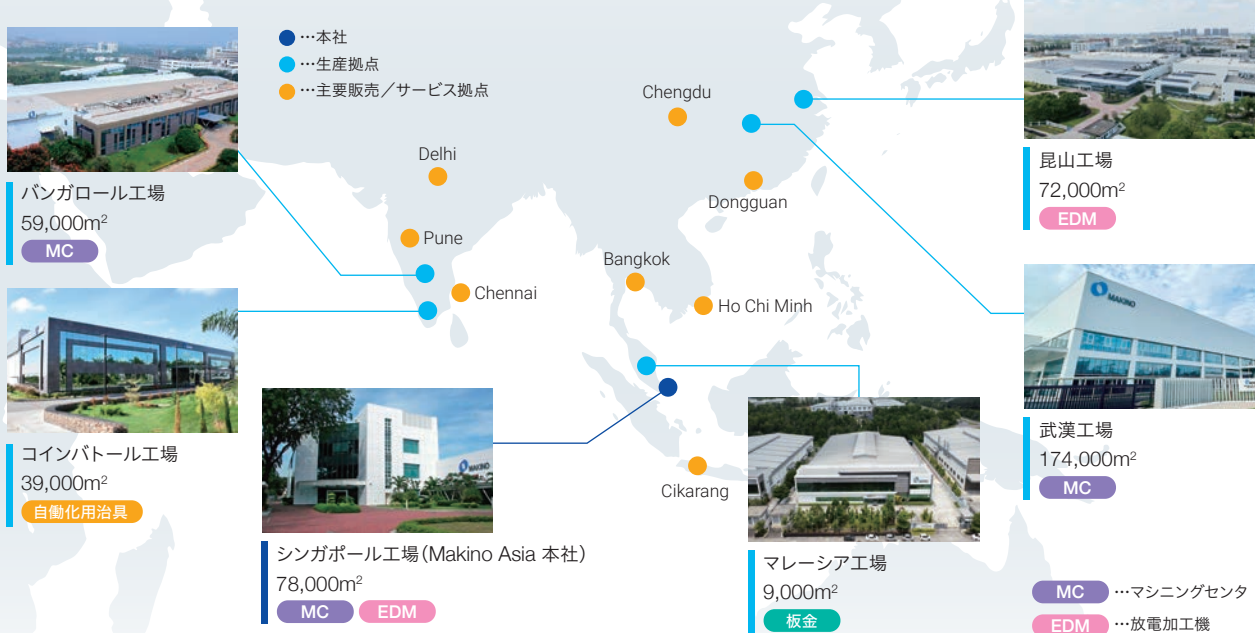 ●…本社
●…生産拠点
●…主要販売／サービス拠点
バンガロール工場
59,000m²
MC
コインバトール工場
39,000m²
自働化用治具
シンガポール工場（Makino Asia 本社）
78,000m²
MC EDM
マレーシア工場
9,000m²
板金
昆山工場
72,000m²
EDM
武漢工場
174,000m²
MC
Delhi
Pune
Chennai
Chengdu
Dongguan
Bangkok
Ho Chi Minh
Cikarang
MAKINO
MAKINO
MC …マシニングセンタ
EDM …放電加工機